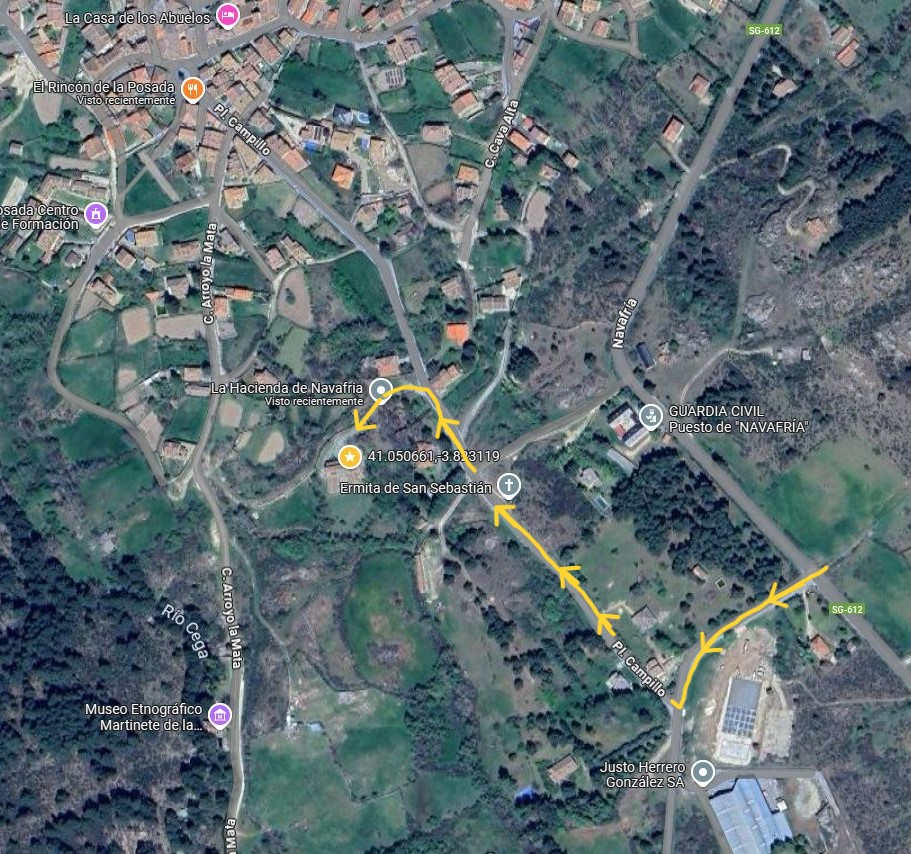 La Casa de los Abuelos
SG-612
El Rincón de la Posada
Visto recientemente
Pl. Campillo
C. Cava Alta
osada Centro
e Formación
C. Arroyo la Mata
Navafría
La Hacienda de Navafria
Visto recientemente
GUARDIA CIVIL
Puesto de "NAVAFRÍA"
41.050661,-3.823119
Ermita de San Sebastián
C. Arroyo la Mata
Río Cega
SG-612
Pl. Campillo
Museo Etnográfico
Martinete de la...
Justo Herrero
González SA
Mata